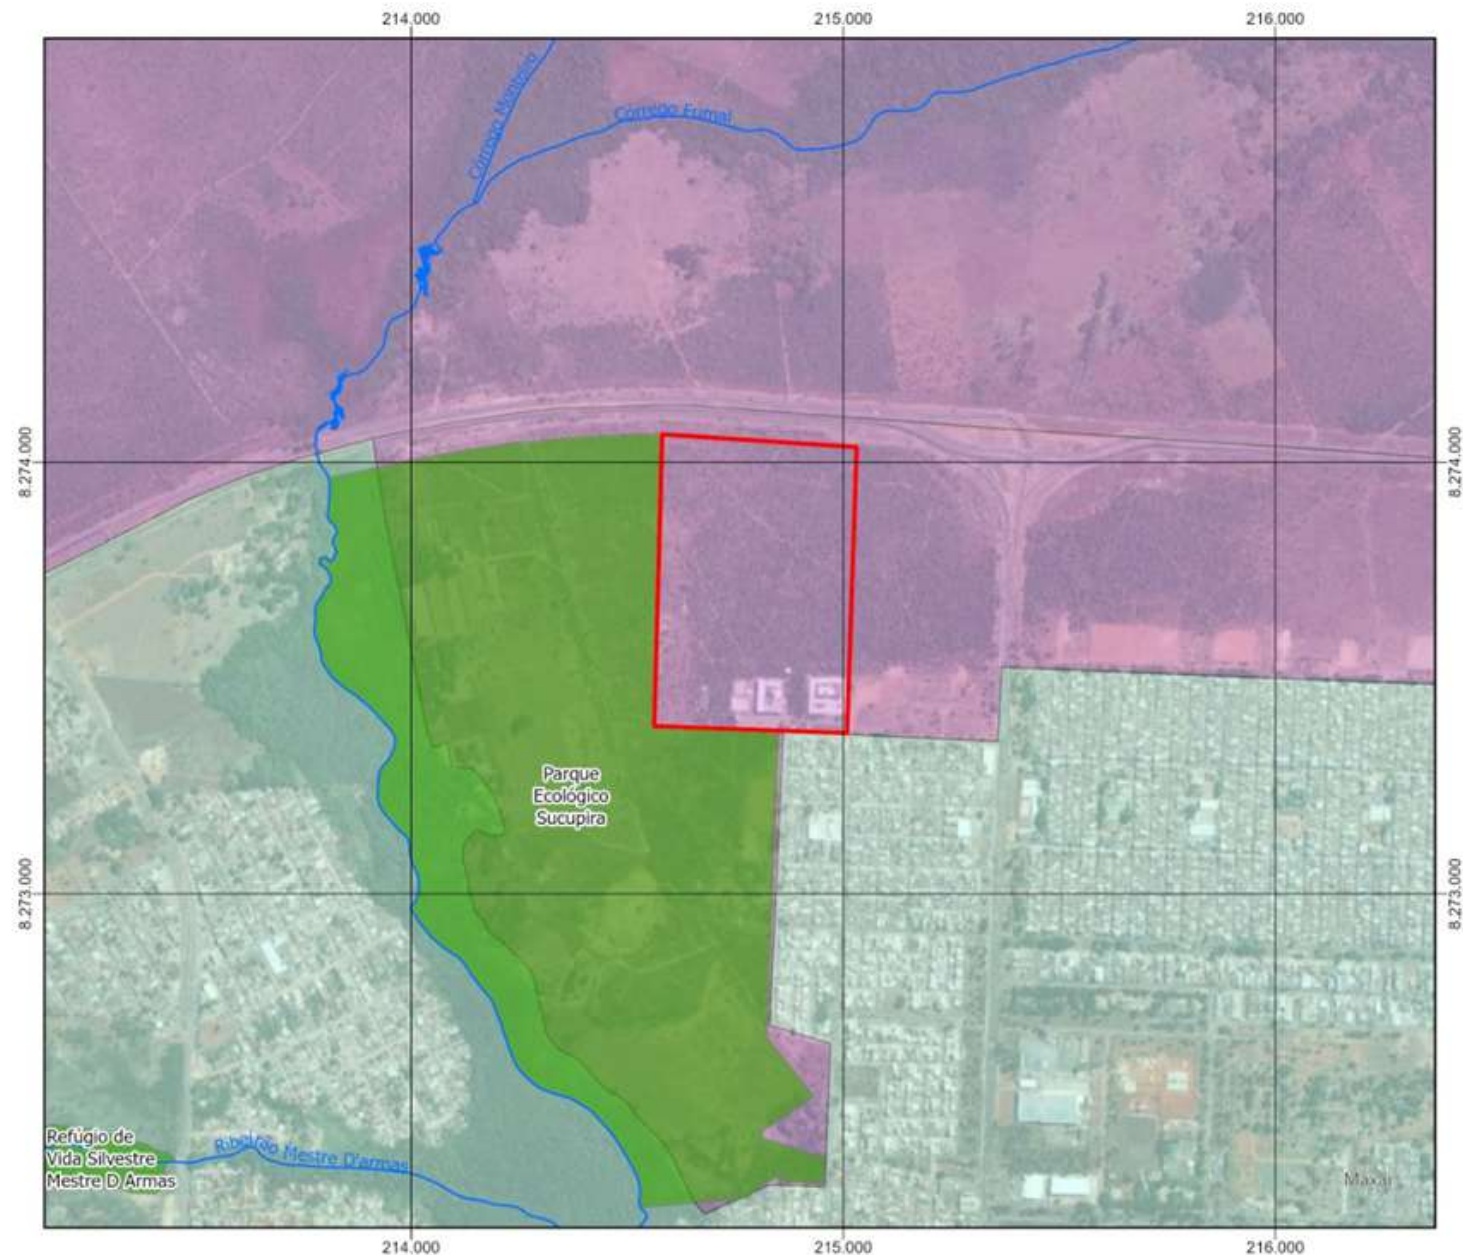 214.000
215.000
216.000
Córrego Monteiro
Córrego Fumal
8.274.000
8.274.000
Parque
Ecológico
Sucupira
8.273.000
8.273.000
Refúgio de
Vida Silvestre
Mestre D Armas
Ribeirão Mestre D'armas
Maxar
214.000
215.000
216.000